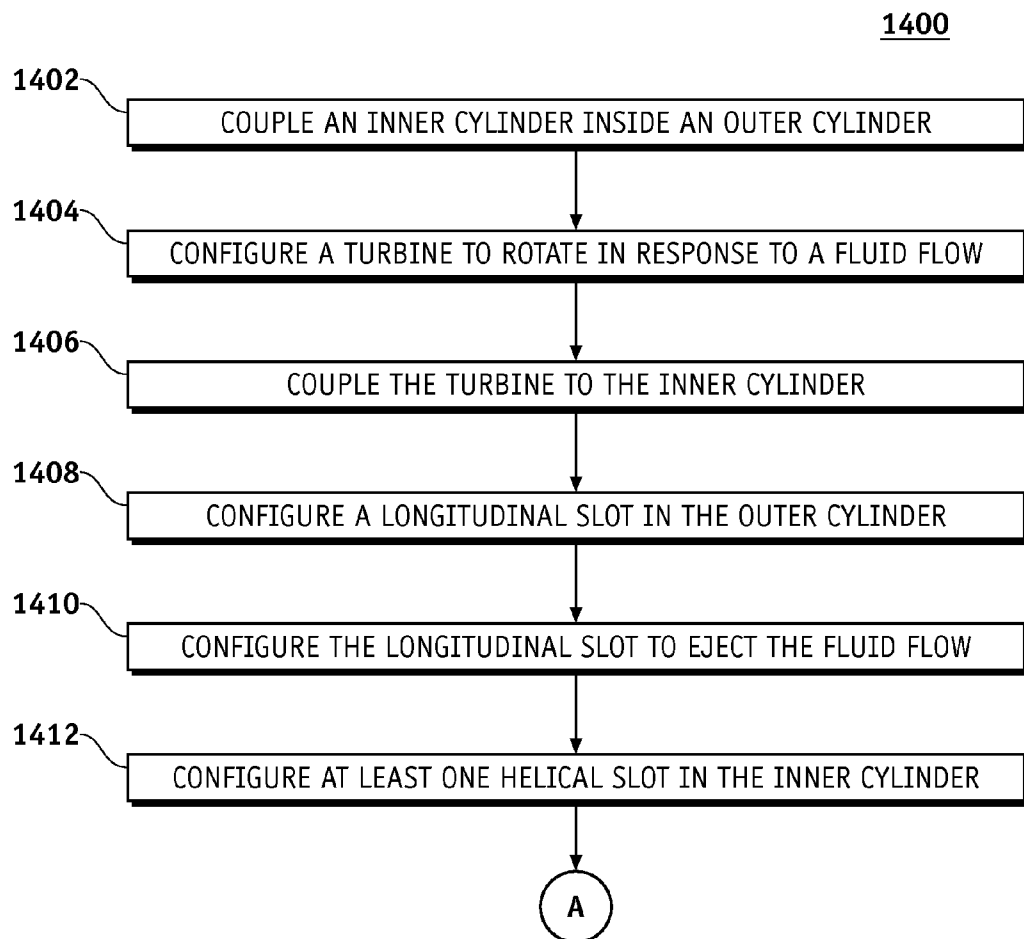 1400
1402
COUPLE AN INNER CYLINDER INSIDE AN OUTER CYLINDER
1404
CONFIGURE A TURBINE TO ROTATE IN RESPONSE TO A FLUID FLOW
1406
COUPLE THE TURBINE TO THE INNER CYLINDER
1408
CONFIGURE A LONGITUDINAL SLOT IN THE OUTER CYLINDER
1410
CONFIGURE THE LONGITUDINAL SLOT TO EJECT THE FLUID FLOW
1412
CONFIGURE AT LEAST ONE HELICAL SLOT IN THE INNER CYLINDER
A